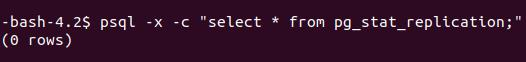 -bash-4.2$ psql -x -c "select * from pg_stat_replication;"
(0 rows)